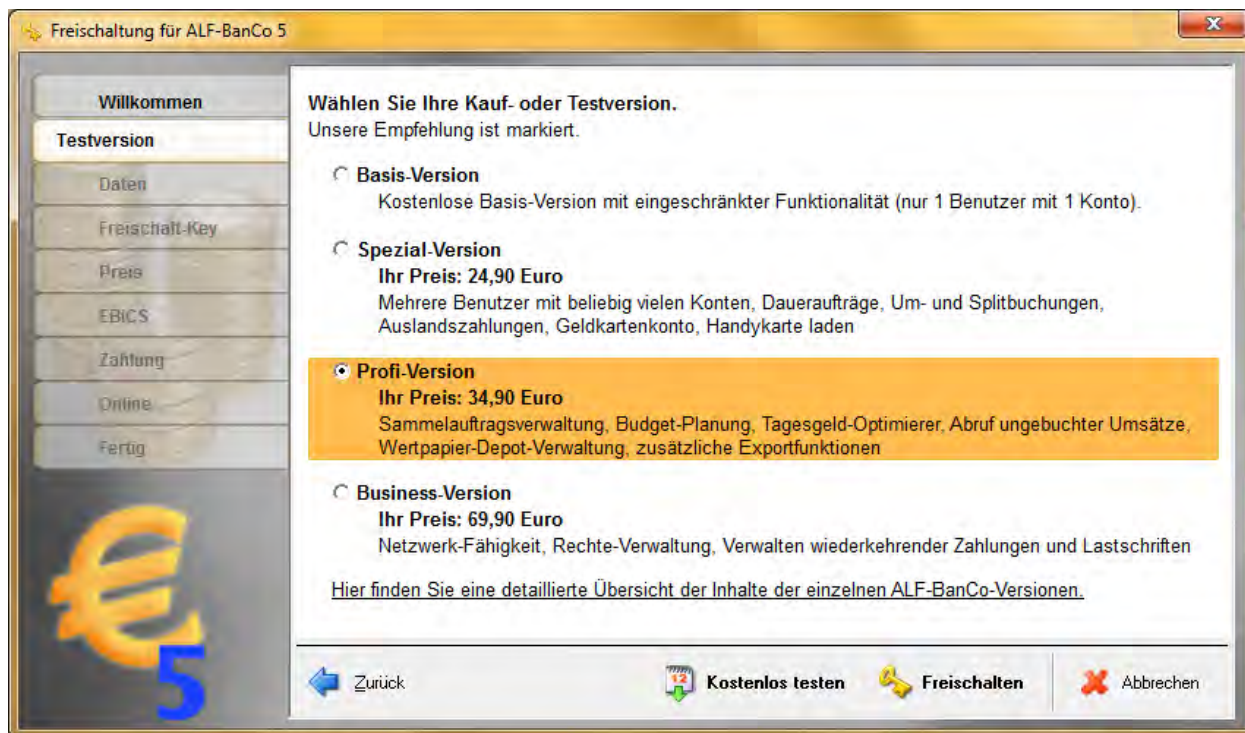 Freischaltung für ALF-BanCo 5
Willkommen
Testversion
Daten
Freischalt-Key
Preis
EBICS
Zahlung
Online
Fertig
Wählen Sie Ihre Kauf- oder Testversion.
Unsere Empfehlung ist markiert.
Basis-Version
Kostenlose Basis-Version mit eingeschränkter Funktionalität (nur 1 Benutzer mit 1 Konto).
Spezial-Version
Ihr Preis: 24,90 Euro
Mehrere Benutzer mit beliebig vielen Konten, Daueraufträge, Um- und Splitbuchungen,
Auslandszahlungen, Geldkartenkonto, Handykarte laden
Profi-Version
Ihr Preis: 34,90 Euro
Sammelauftragsverwaltung, Budget-Planung, Tagesgeld-Optimierer, Abruf ungebuchter Umsätze,
Wertpapier-Depot-Verwaltung, zusätzliche Exportfunktionen
Business-Version
Ihr Preis: 69,90 Euro
Netzwerk-Fähigkeit, Rechte-Verwaltung, Verwalten wiederkehrender Zahlungen und Lastschriften
Hier finden Sie eine detaillierte Übersicht der Inhalte der einzelnen ALF-BanCo-Versionen.
€
5
Zurück
12
Kostenlos testen
Freischalten
Abbrechen